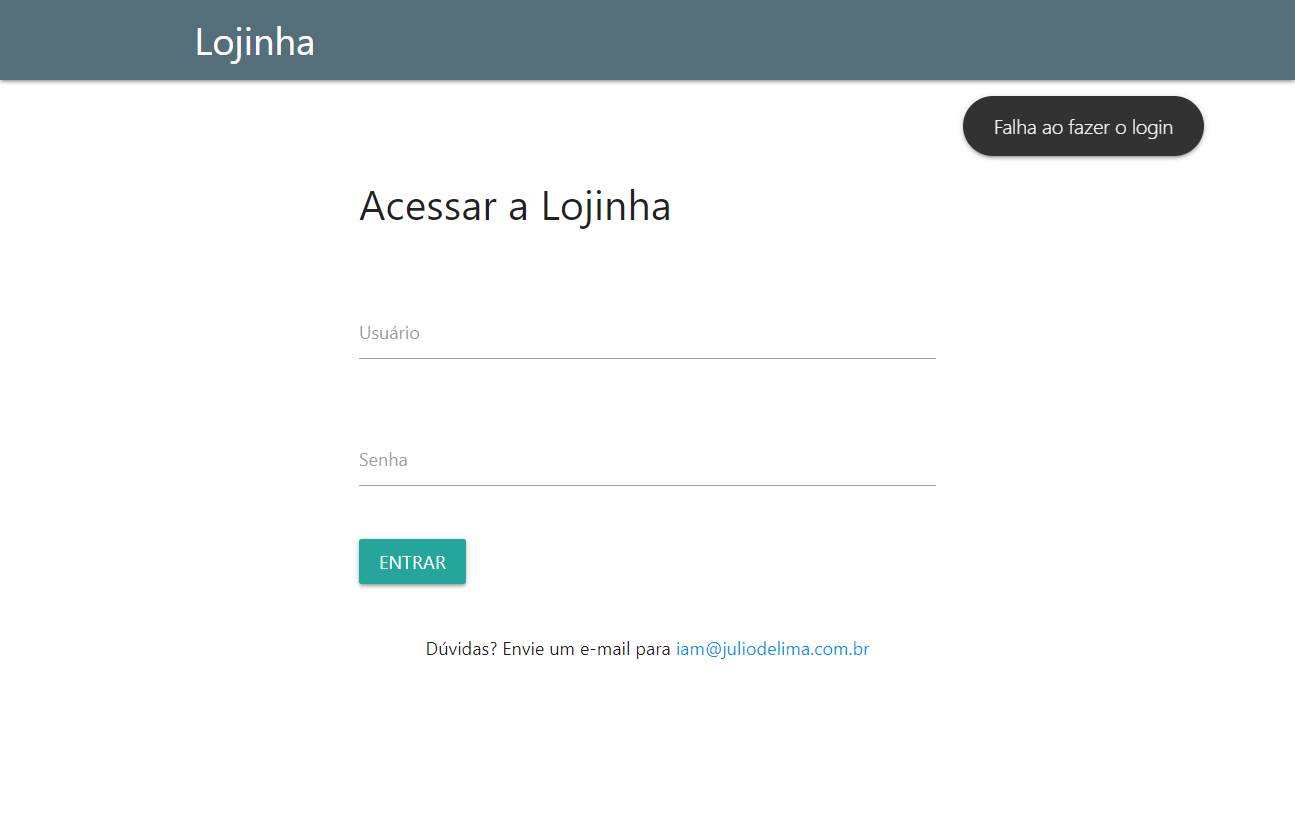 Lojinha
Falha ao fazer o login
Acessar a Lojinha
Usuário
Senha
ENTRAR
Dúvidas? Envie um e-mail para iam@juliodelima.com.br